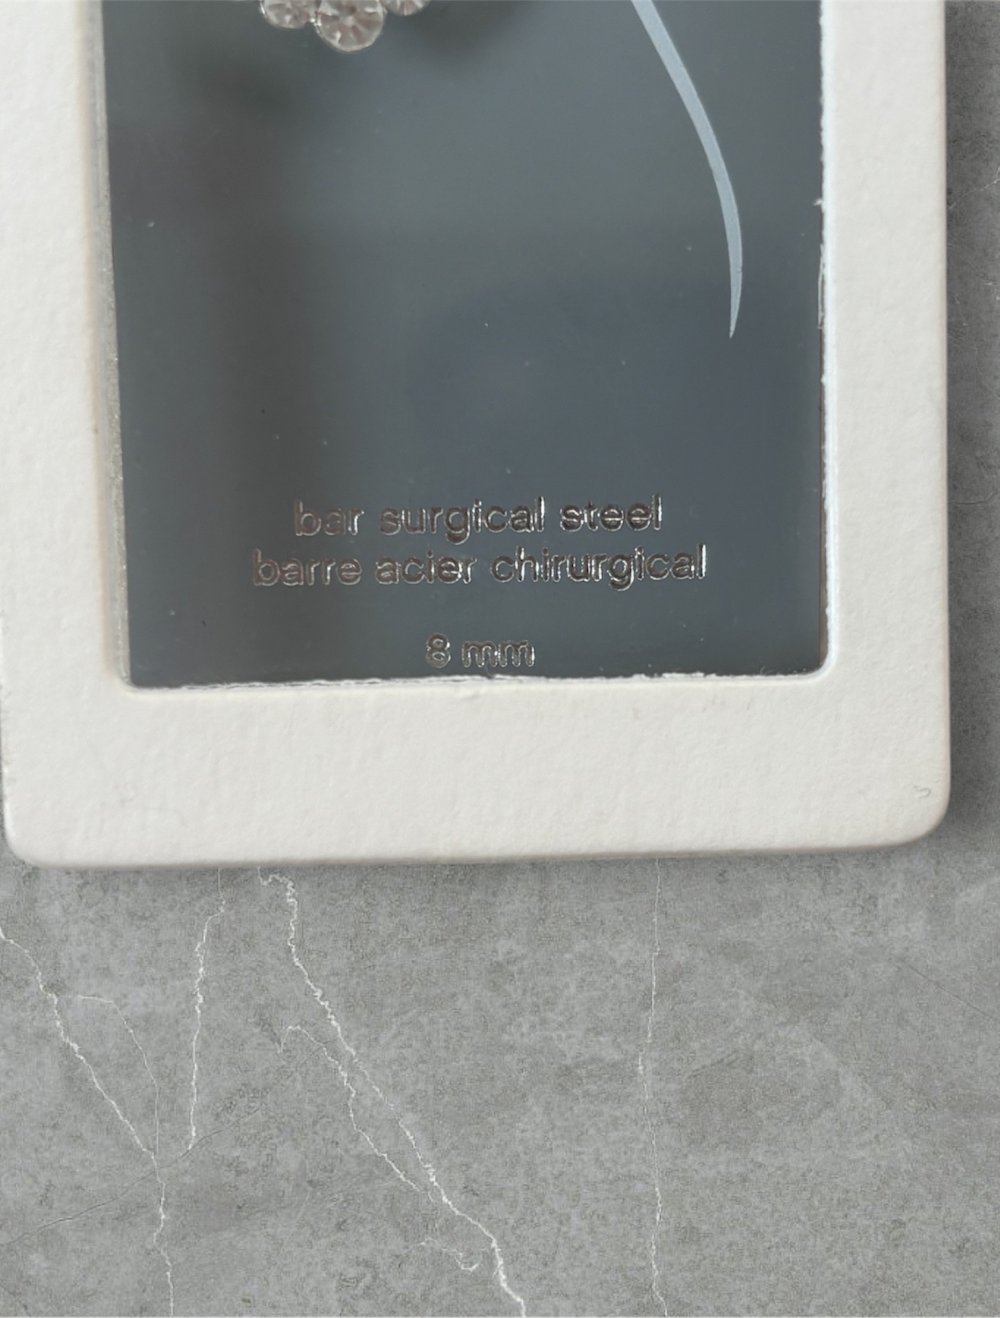 bar surgical steel
barre acier chirurgical
8 mm